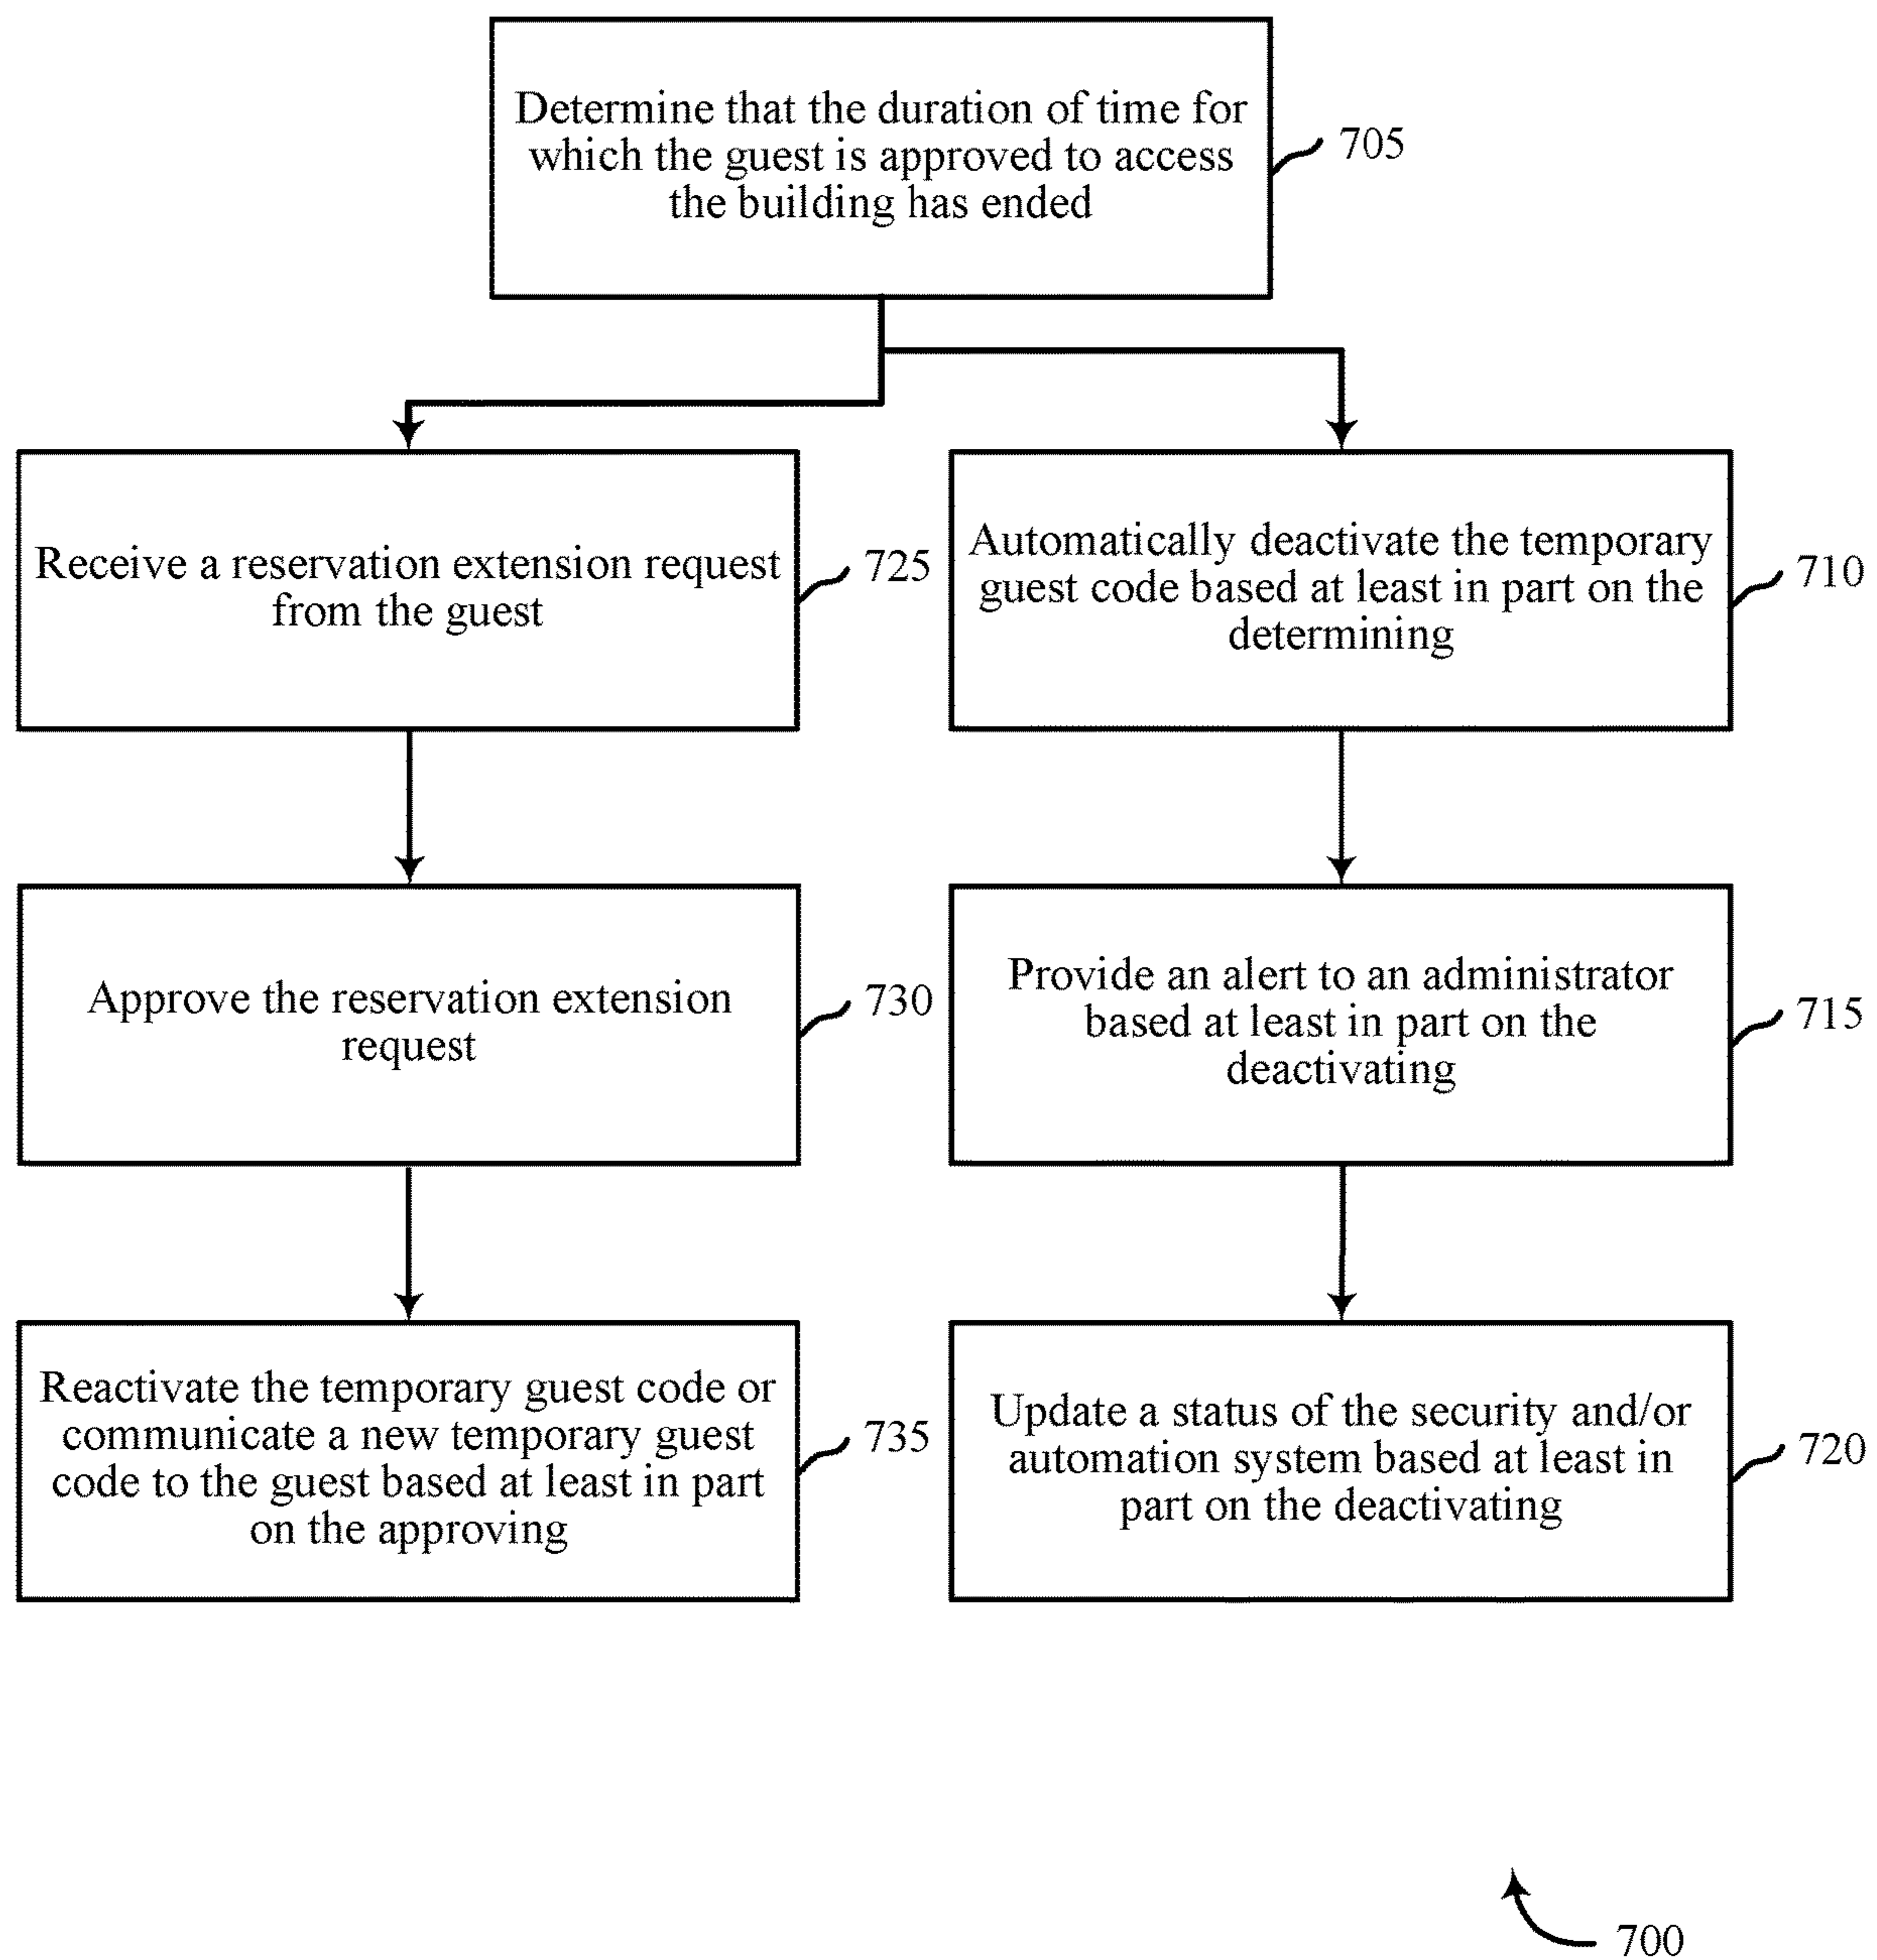 Determine that the duration of time for
which the guest is approved to access
the building has ended
705
Receive a reservation extension request
from the guest
725
Automatically deactivate the temporary
guest code based at least in part on the
determining
710
Approve the reservation extension
request
730
Provide an alert to an administrator
based at least in part on the
deactivating
715
Reactivate the temporary guest code or
communicate a new temporary guest
code to the guest based at least in part
on the approving
735
Update a status of the security and/or
automation system based at least in
part on the deactivating
720
700